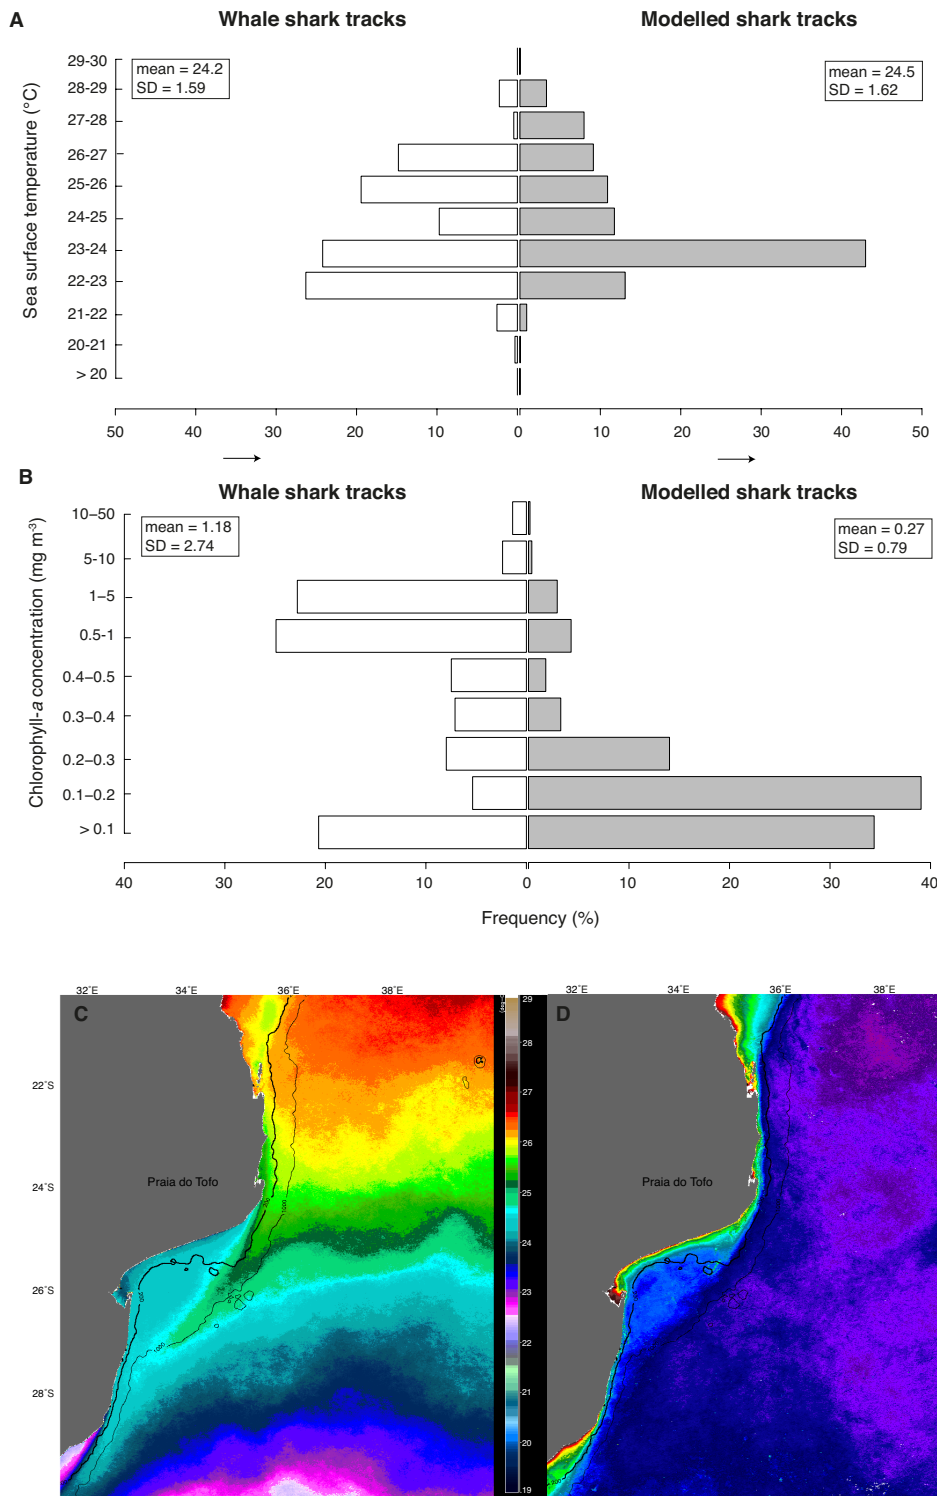 A
Whale shark tracks
Modelled shark tracks
mean = 24.2
SD = 1.59
mean = 24.5
SD = 1.62
Sea surface temperature (°C)
29-30
28-29
27-28
26-27
25-26
24-25
23-24
22-23
21-22
20-21
> 20
50 40 30 20 10 0 10 20 30 40 50
B
Whale shark tracks
Modelled shark tracks
mean = 1.18
SD = 2.74
mean = 0.27
SD = 0.79
Chlorophyll-a concentration (mg m-3)
10–50
5-10
1–5
0.5-1
0.4–0.5
0.3–0.4
0.2–0.3
0.1–0.2
> 0.1
40 30 20 10 0 10 20 30 40
Frequency (%)
32°E 34°E 36°E 38°E
C
22°S
24°S
26°S
28°S
Praia do Tofo
200
1000
1000
29
28
27
26
25
24
23
22
21
20
19
32°E 34°E 36°E 38°E
D
Praia do Tofo